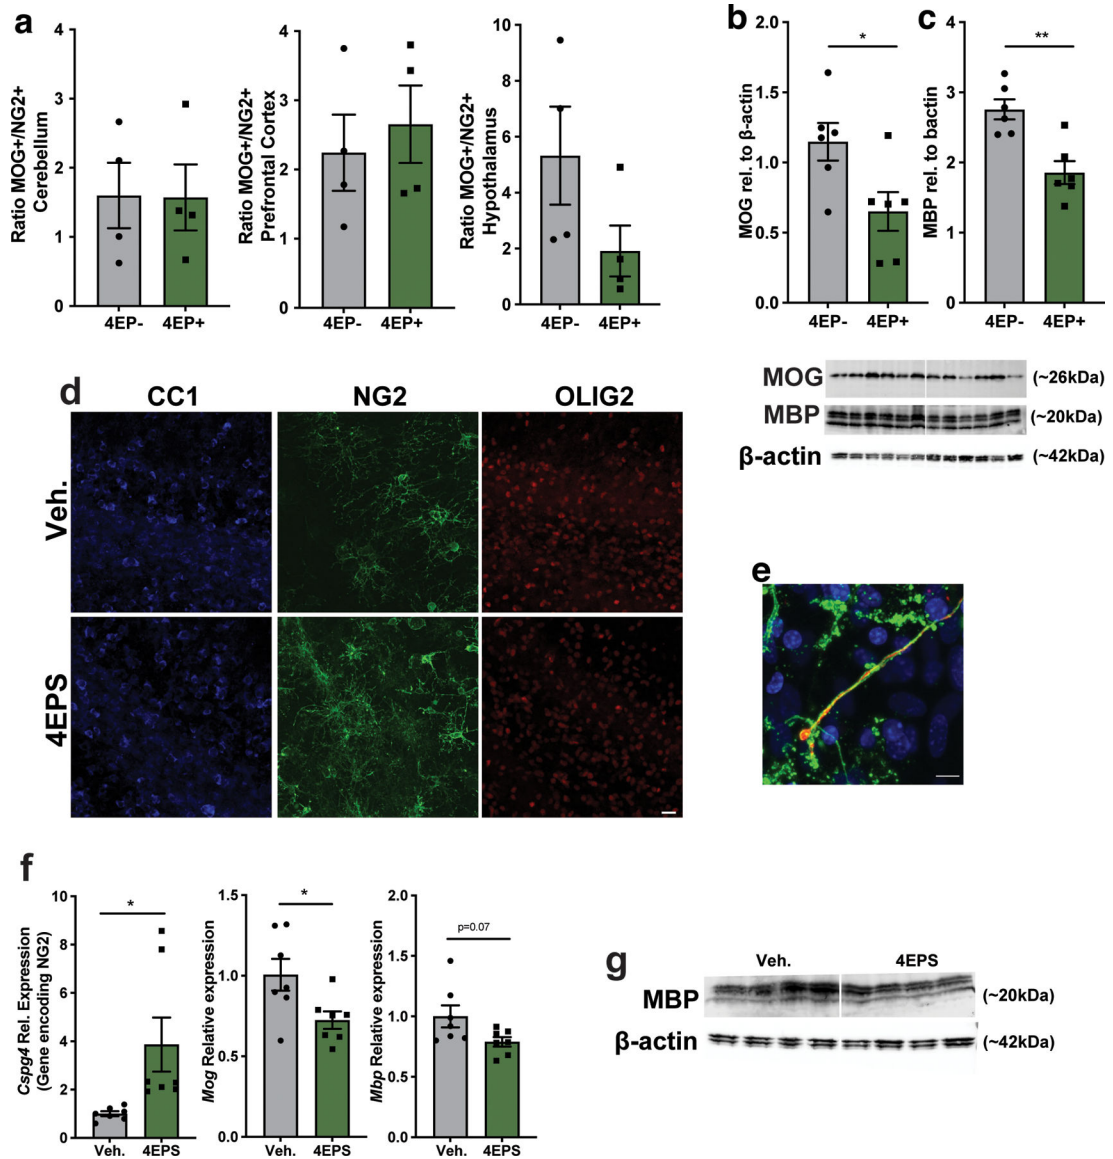 a
Ratio MOG+/NG2+
Cerebellum
4
3
2
1
0
4EP-
4EP+
Ratio MOG+/NG2+
Prefrontal Cortex
4
3
2
1
0
4EP-
4EP+
Ratio MOG+/NG2+
Hypothalamus
10
8
6
4
2
0
4EP-
4EP+
b
MOG rel. to β-actin
2.0
1.5
1.0
0.5
0.0
*
4EP-
4EP+
c
MBP rel. to bactin
4
3
2
1
0
**
4EP-
4EP+
MOG
(~26kDa)
MBP
(~20kDa)
β-actin
(~42kDa)
d
CC1
NG2
OLIG2
Veh.
4EPS
e
f
Cspg4 Rel. Expression
(Gene encoding NG2)
10
8
6
4
2
0
*
Veh.
4EPS
Mog Relative expression
1.5
1.0
0.5
0.0
*
Veh.
4EPS
Mbp Relative expression
2.0
1.5
1.0
0.5
0.0
p=0.07
Veh.
4EPS
g
Veh.
4EPS
MBP
(~20kDa)
β-actin
(~42kDa)